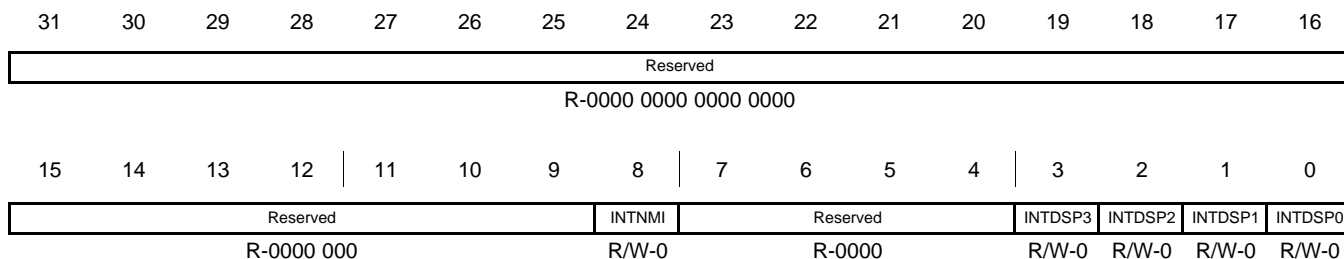 31 30 29 28 27 26 25 24 23 22 21 20 19 18 17 16
Reserved
R-0000 0000 0000 0000
15 14 13 12 11 10 9 8 7 6 5 4 3 2 1 0
Reserved INTNMI Reserved INTDSP3 INTDSP2 INTDSP1 INTDSP0
R-0000 000 R/W-0 R-0000 R/W-0 R/W-0 R/W-0 R/W-0